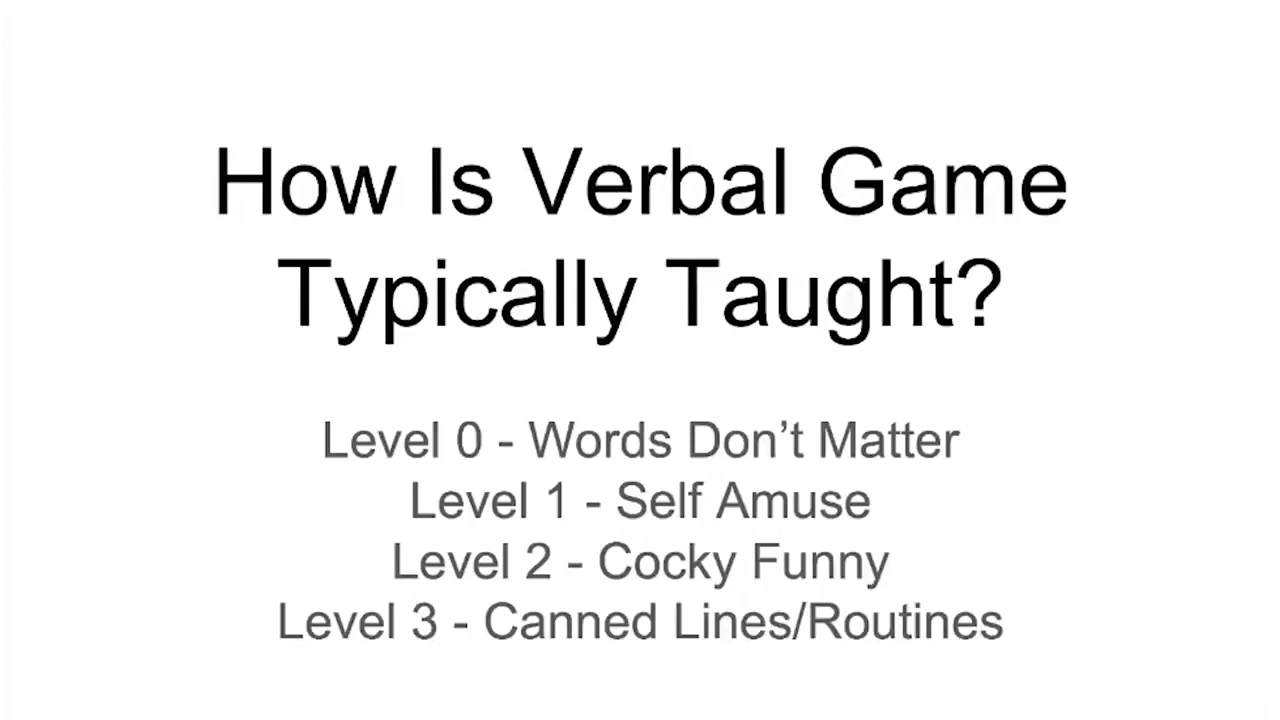 How Is Verbal Game
Typically Taught?
Level 0 - Words Don’t Matter
Level 1 - Self Amuse
Level 2 - Cocky Funny
Level 3 - Canned Lines/Routines